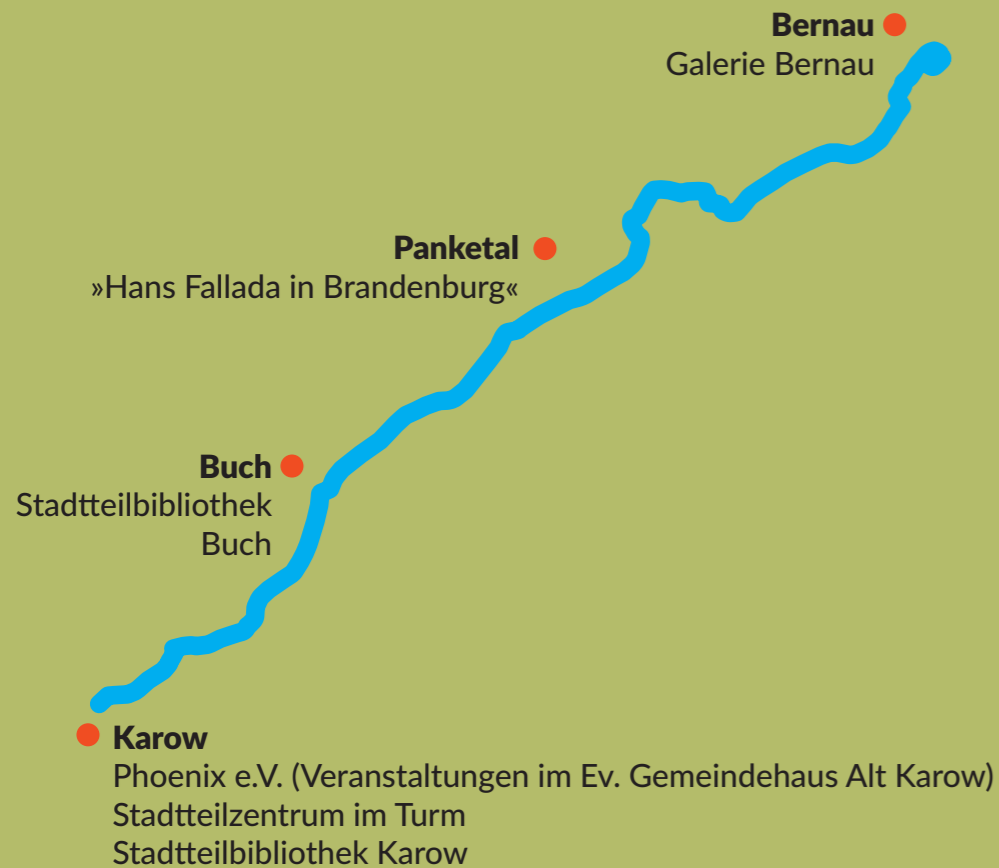 Bernau
Galerie Bernau
Panketal
»Hans Fallada in Brandenburg«
Buch
Stadtteilbibliothek
Buch
Karow
Phoenix e.V. (Veranstaltungen im Ev. Gemeindehaus Alt Karow)
Stadtteilzentrum im Turm
Stadtteilbibliothek Karow